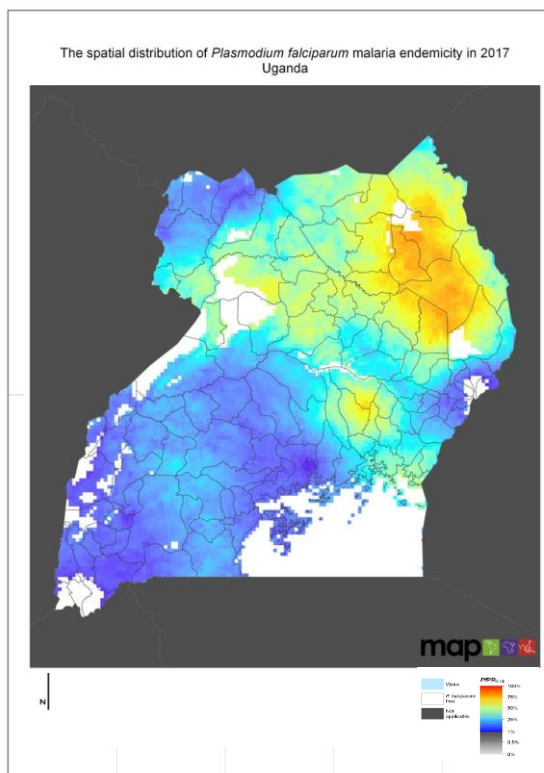 The spatial distribution of Plasmodium falciparum malaria endemicity in 2017
Uganda
map
N
Water
P. falciparum
free
Not
applicable
PfPR2-10
100%
75%
50%
25%
1%
0.5%
0%